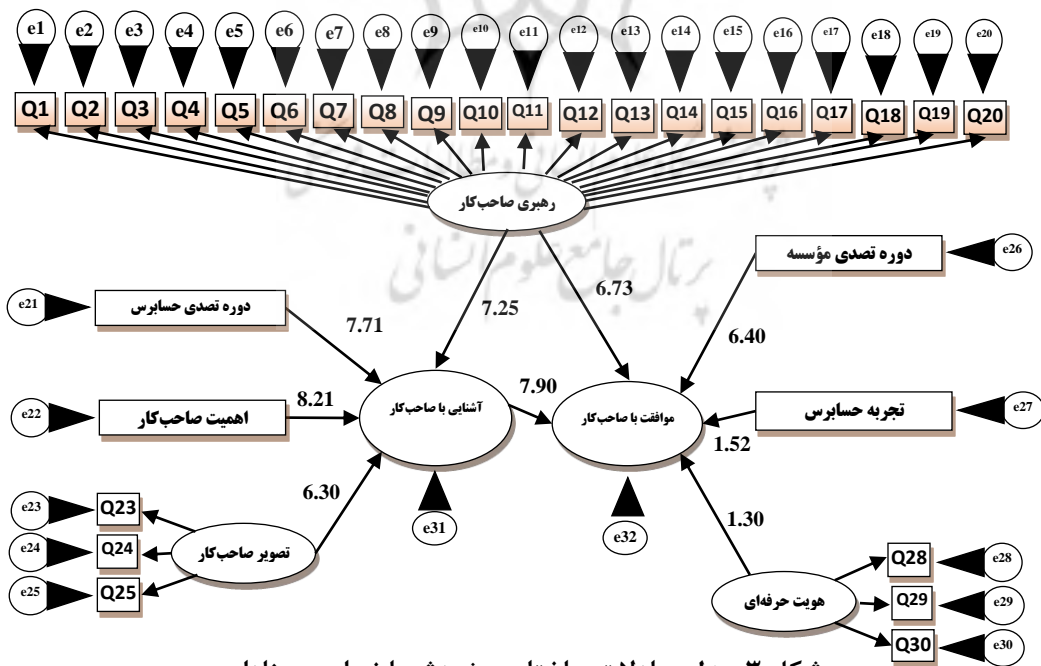 e1 e2 e3 e4 e5 e6 e7 e8 e9 e10 e11 e12 e13 e14 e15 e16 e17 e18 e19 e20
Q1 Q2 Q3 Q4 Q5 Q6 Q7 Q8 Q9 Q10 Q11 Q12 Q13 Q14 Q15 Q16 Q17 Q18 Q19 Q20
رهبری صاحب‌کار
پرتال جامع علوم انسانی
دوره تصدی مؤسسه
e26
e21
دوره تصدی حسابرس
7.71
7.25
6.73
6.40
e22
اهمیت صاحب‌کار
8.21
آشنایی با صاحب‌کار
7.90
موافقت با صاحب‌کار
تجربه حسابرس
e27
1.52
6.30
1.30
e23
Q23
e24
Q24
e25
Q25
تصویر صاحب‌کار
e31
e32
هویت حرفه‌ای
Q28
e28
Q29
e29
Q30
e30